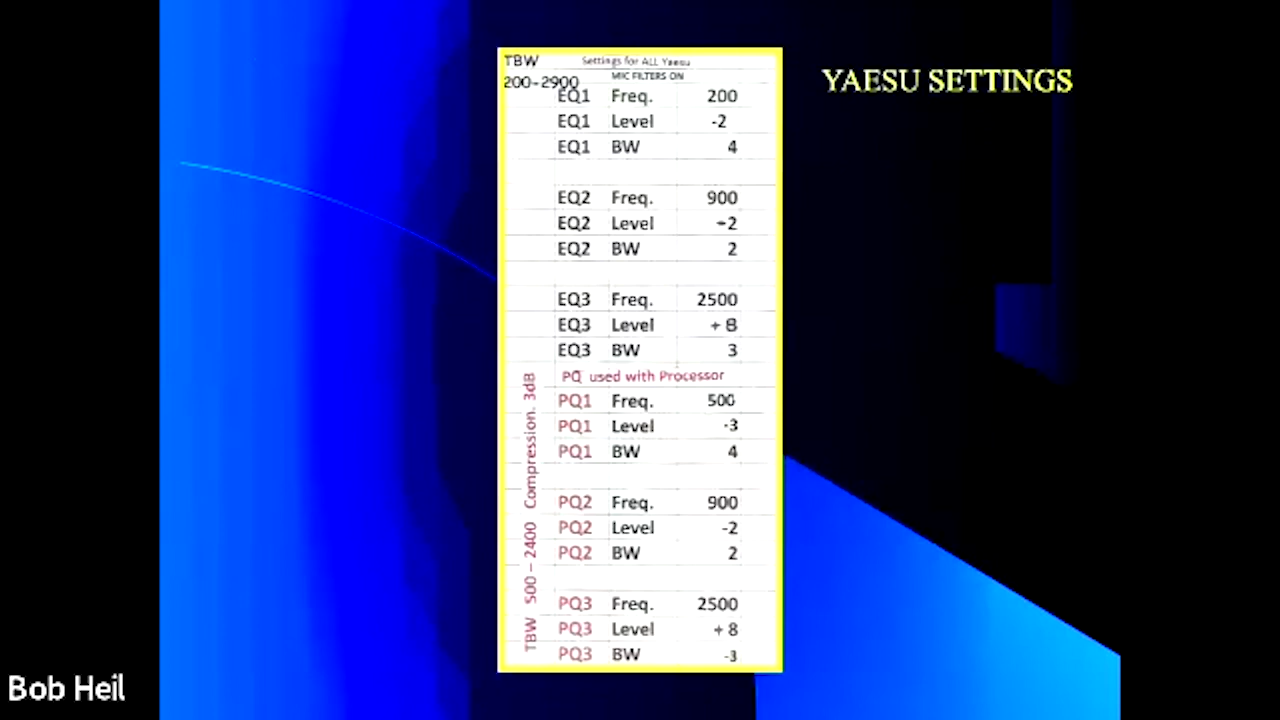 YAESU SETTINGS
TBW Settings for ALL Yaesu
200-2900 MIC FILTERS ON
EQ1 Freq. 200
EQ1 Level -2
EQ1 BW 4
EQ2 Freq. 900
EQ2 Level -2
EQ2 BW 2
EQ3 Freq. 2500
EQ3 Level + 8
EQ3 BW 3
PQ used with Processor
PQ1 Freq. 500
PQ1 Level -3
PQ1 BW 4
PQ2 Freq. 900
PQ2 Level -2
PQ2 BW 2
PQ3 Freq. 2500
PQ3 Level + 8
PQ3 BW -3
TBW 500 – 2400 Compression. 3dB
Bob Heil